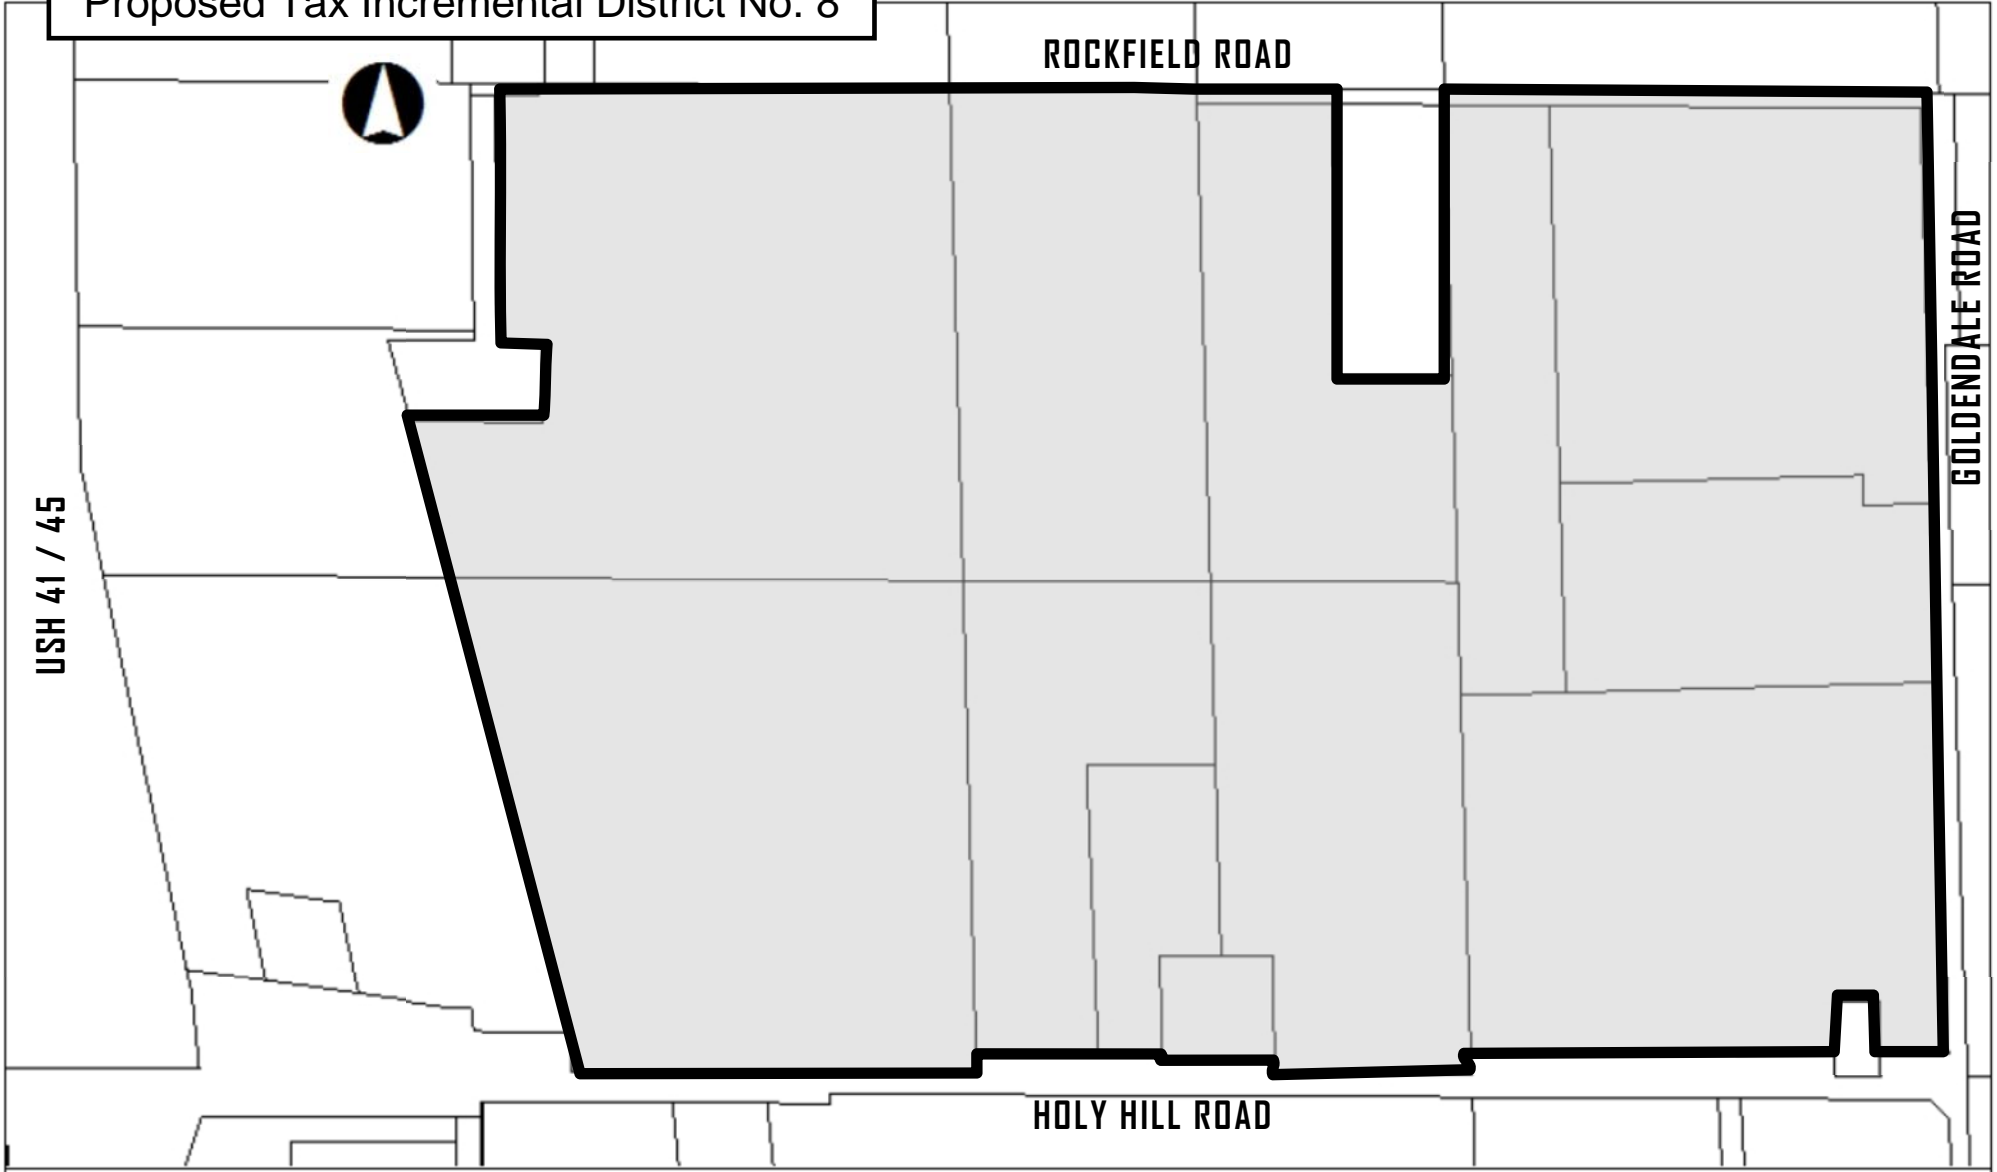 Proposed Tax Incremental District No. 8
ROCKFIELD ROAD
GOLDENDALE ROAD
USH 41 / 45
HOLY HILL ROAD